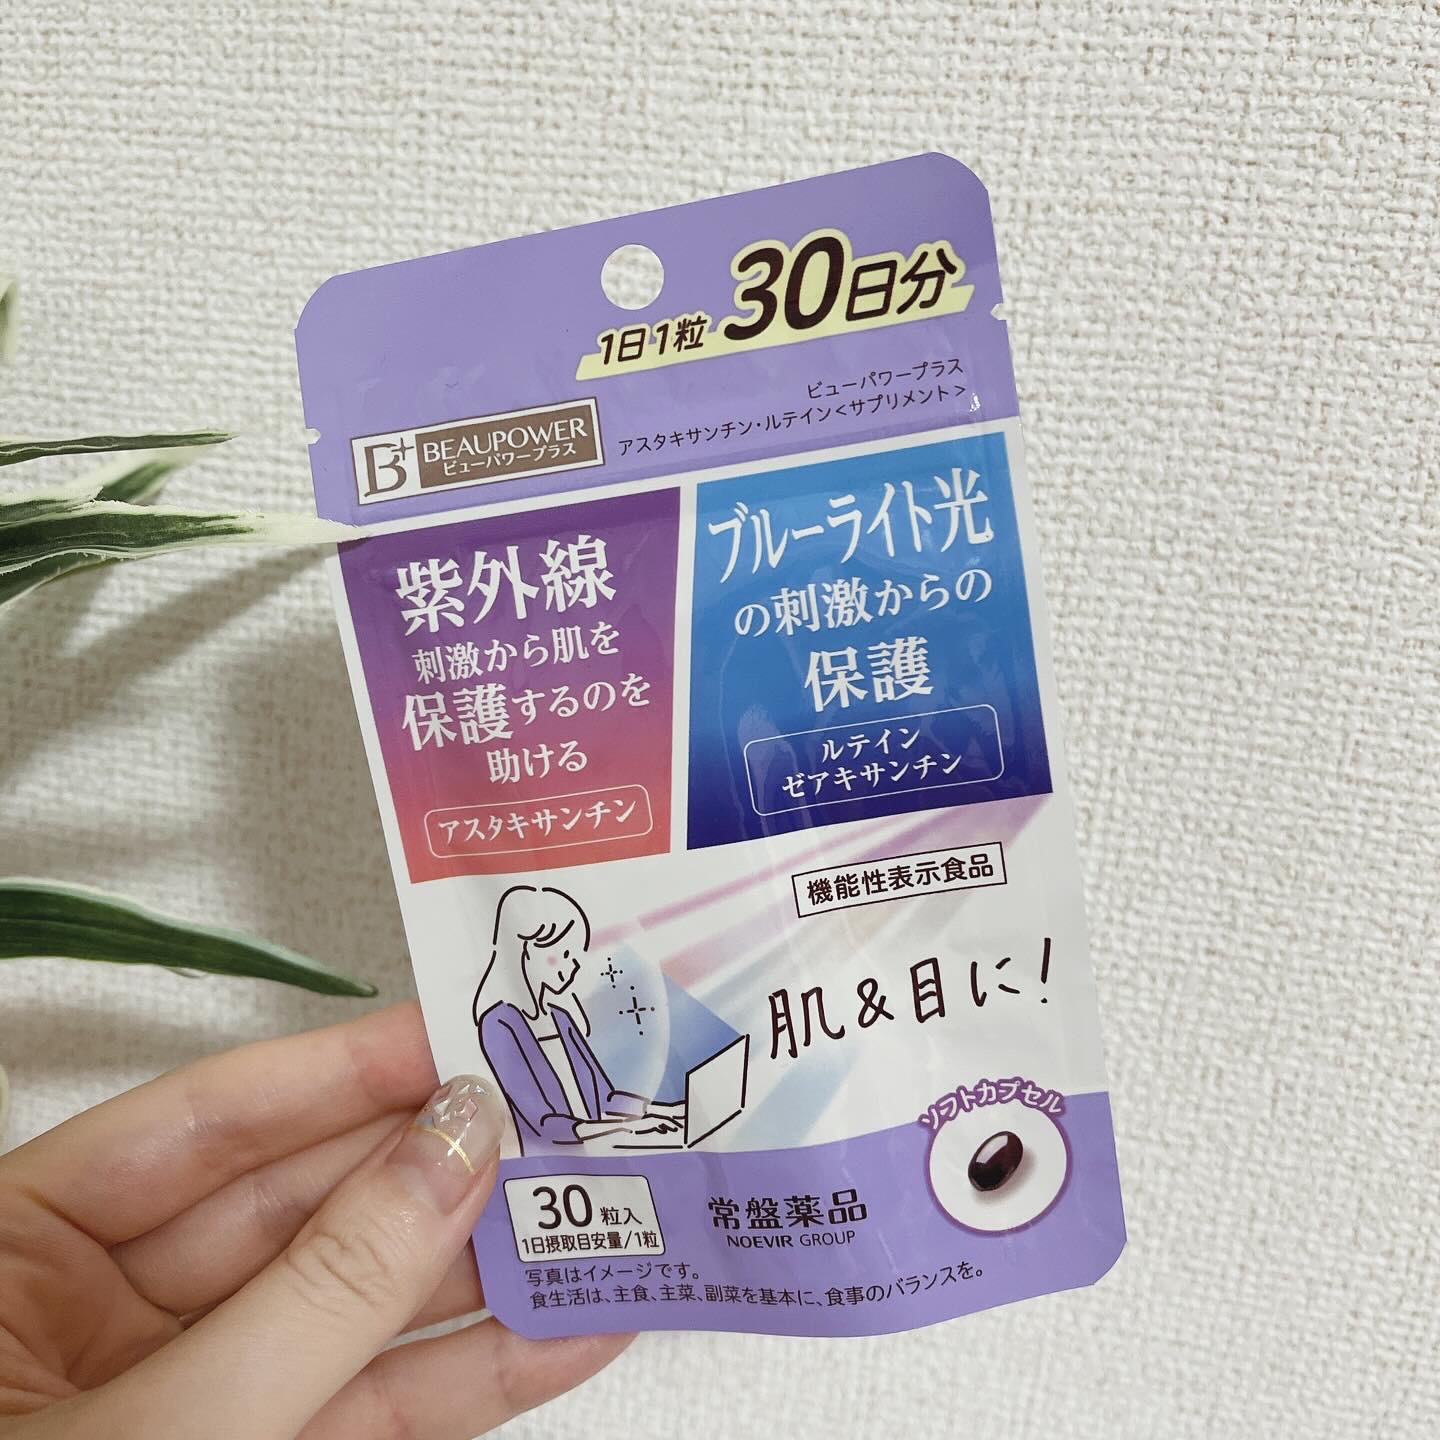 1日1粒 30日分
ビューパワープラス
アスタキサンチン・ルテイン<サプリメント>
B+ BEAUPOWER
ビューパワープラス
紫外線
刺激から肌を
保護するのを
助ける
アスタキサンチン
ブルーライト光
の刺激からの
保護
ルテイン
ゼアキサンチン
機能性表示食品
肌&目に!
ソフトカプセル
30粒入
1日摂取目安量/1粒
常盤薬品
NOEVIR GROUP
写真はイメージです。
食生活は、主食、主菜、副菜を基本に、食事のバランスを。